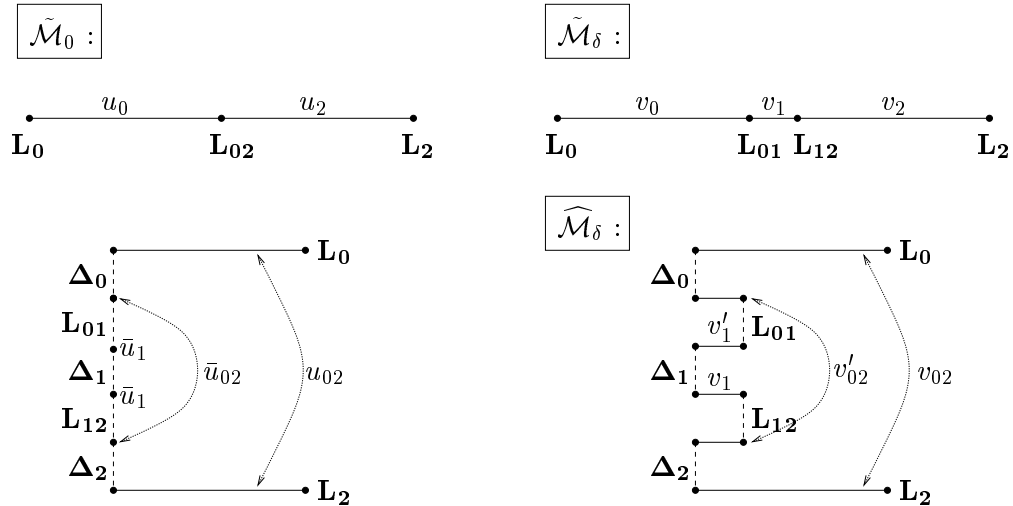 M̃₀ :
u₀ u₂
L₀ L₀₂ L₂
M̃_δ :
v₀ v₁ v₂
L₀ L₀₁ L₁₂ L₂
L₀
Δ₀
L₀₁
ū₁
Δ₁ ū₀₂ u₀₂
ū₁
L₁₂
Δ₂
L₂
M̂_δ :
L₀
Δ₀
v′₁ L₀₁
Δ₁ v₁ v′₀₂ v₀₂
L₁₂
Δ₂
L₂